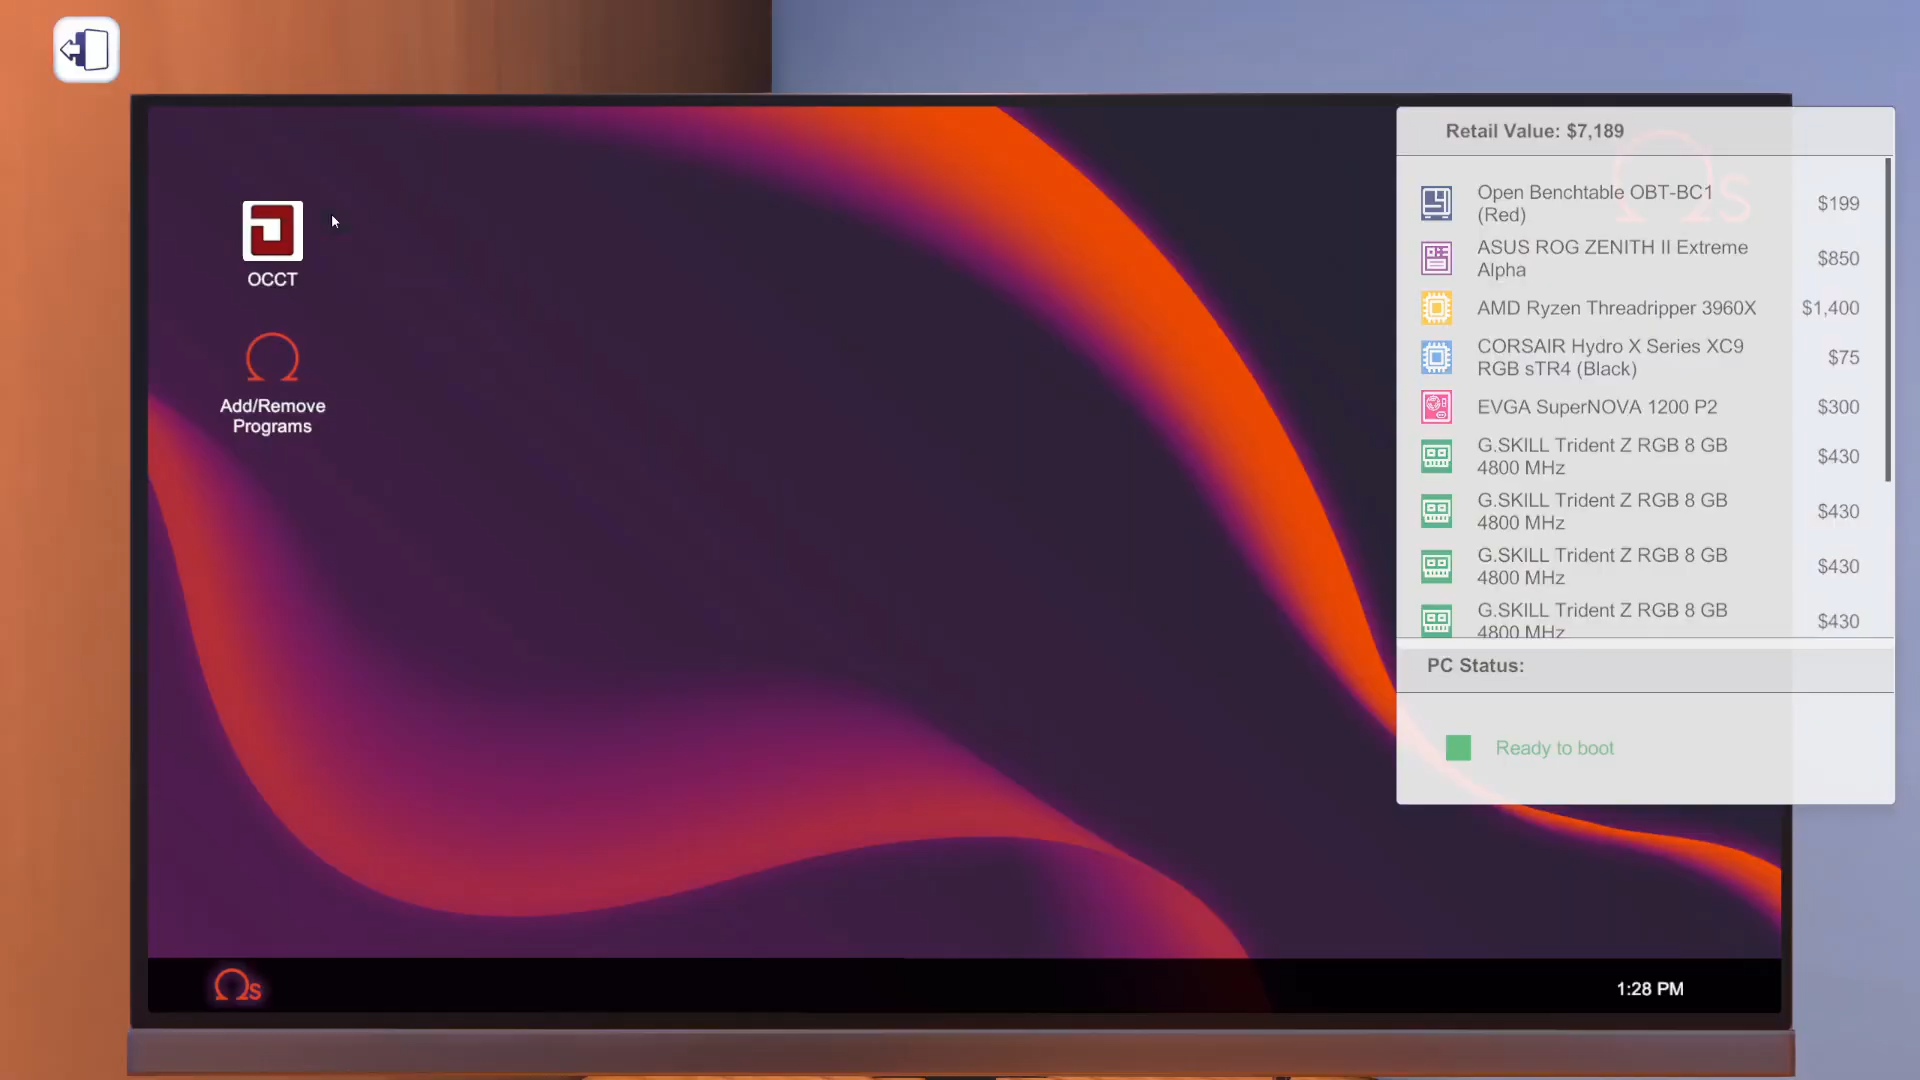 Retail Value: $7,189
Open Benchtable OBT-BC1
(Red)
$199
ASUS ROG ZENITH II Extreme
Alpha
$850
AMD Ryzen Threadripper 3960X
$1,400
CORSAIR Hydro X Series XC9
RGB sTR4 (Black)
$75
EVGA SuperNOVA 1200 P2
$300
G.SKILL Trident Z RGB 8 GB
4800 MHz
$430
G.SKILL Trident Z RGB 8 GB
4800 MHz
$430
G.SKILL Trident Z RGB 8 GB
4800 MHz
$430
G.SKILL Trident Z RGB 8 GB
4800 MHz
$430
PC Status:
Ready to boot
OCCT
Add/Remove
Programs
Ωs
Ωs
1:28 PM